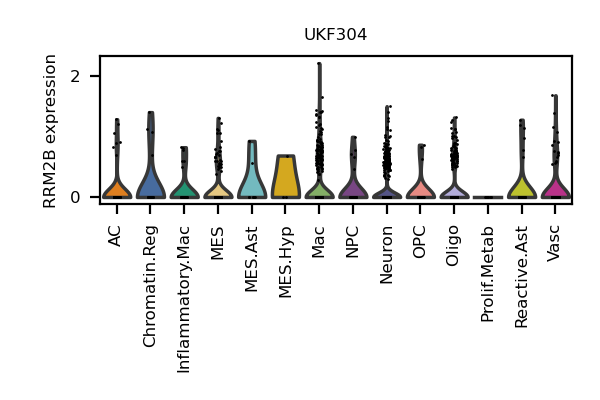 UKF304
RRM2B expression
2
0
AC
Chromatin.Reg
Inflammatory.Mac
MES
MES.Ast
MES.Hyp
Mac
NPC
Neuron
OPC
Oligo
Prolif.Metab
Reactive.Ast
Vasc